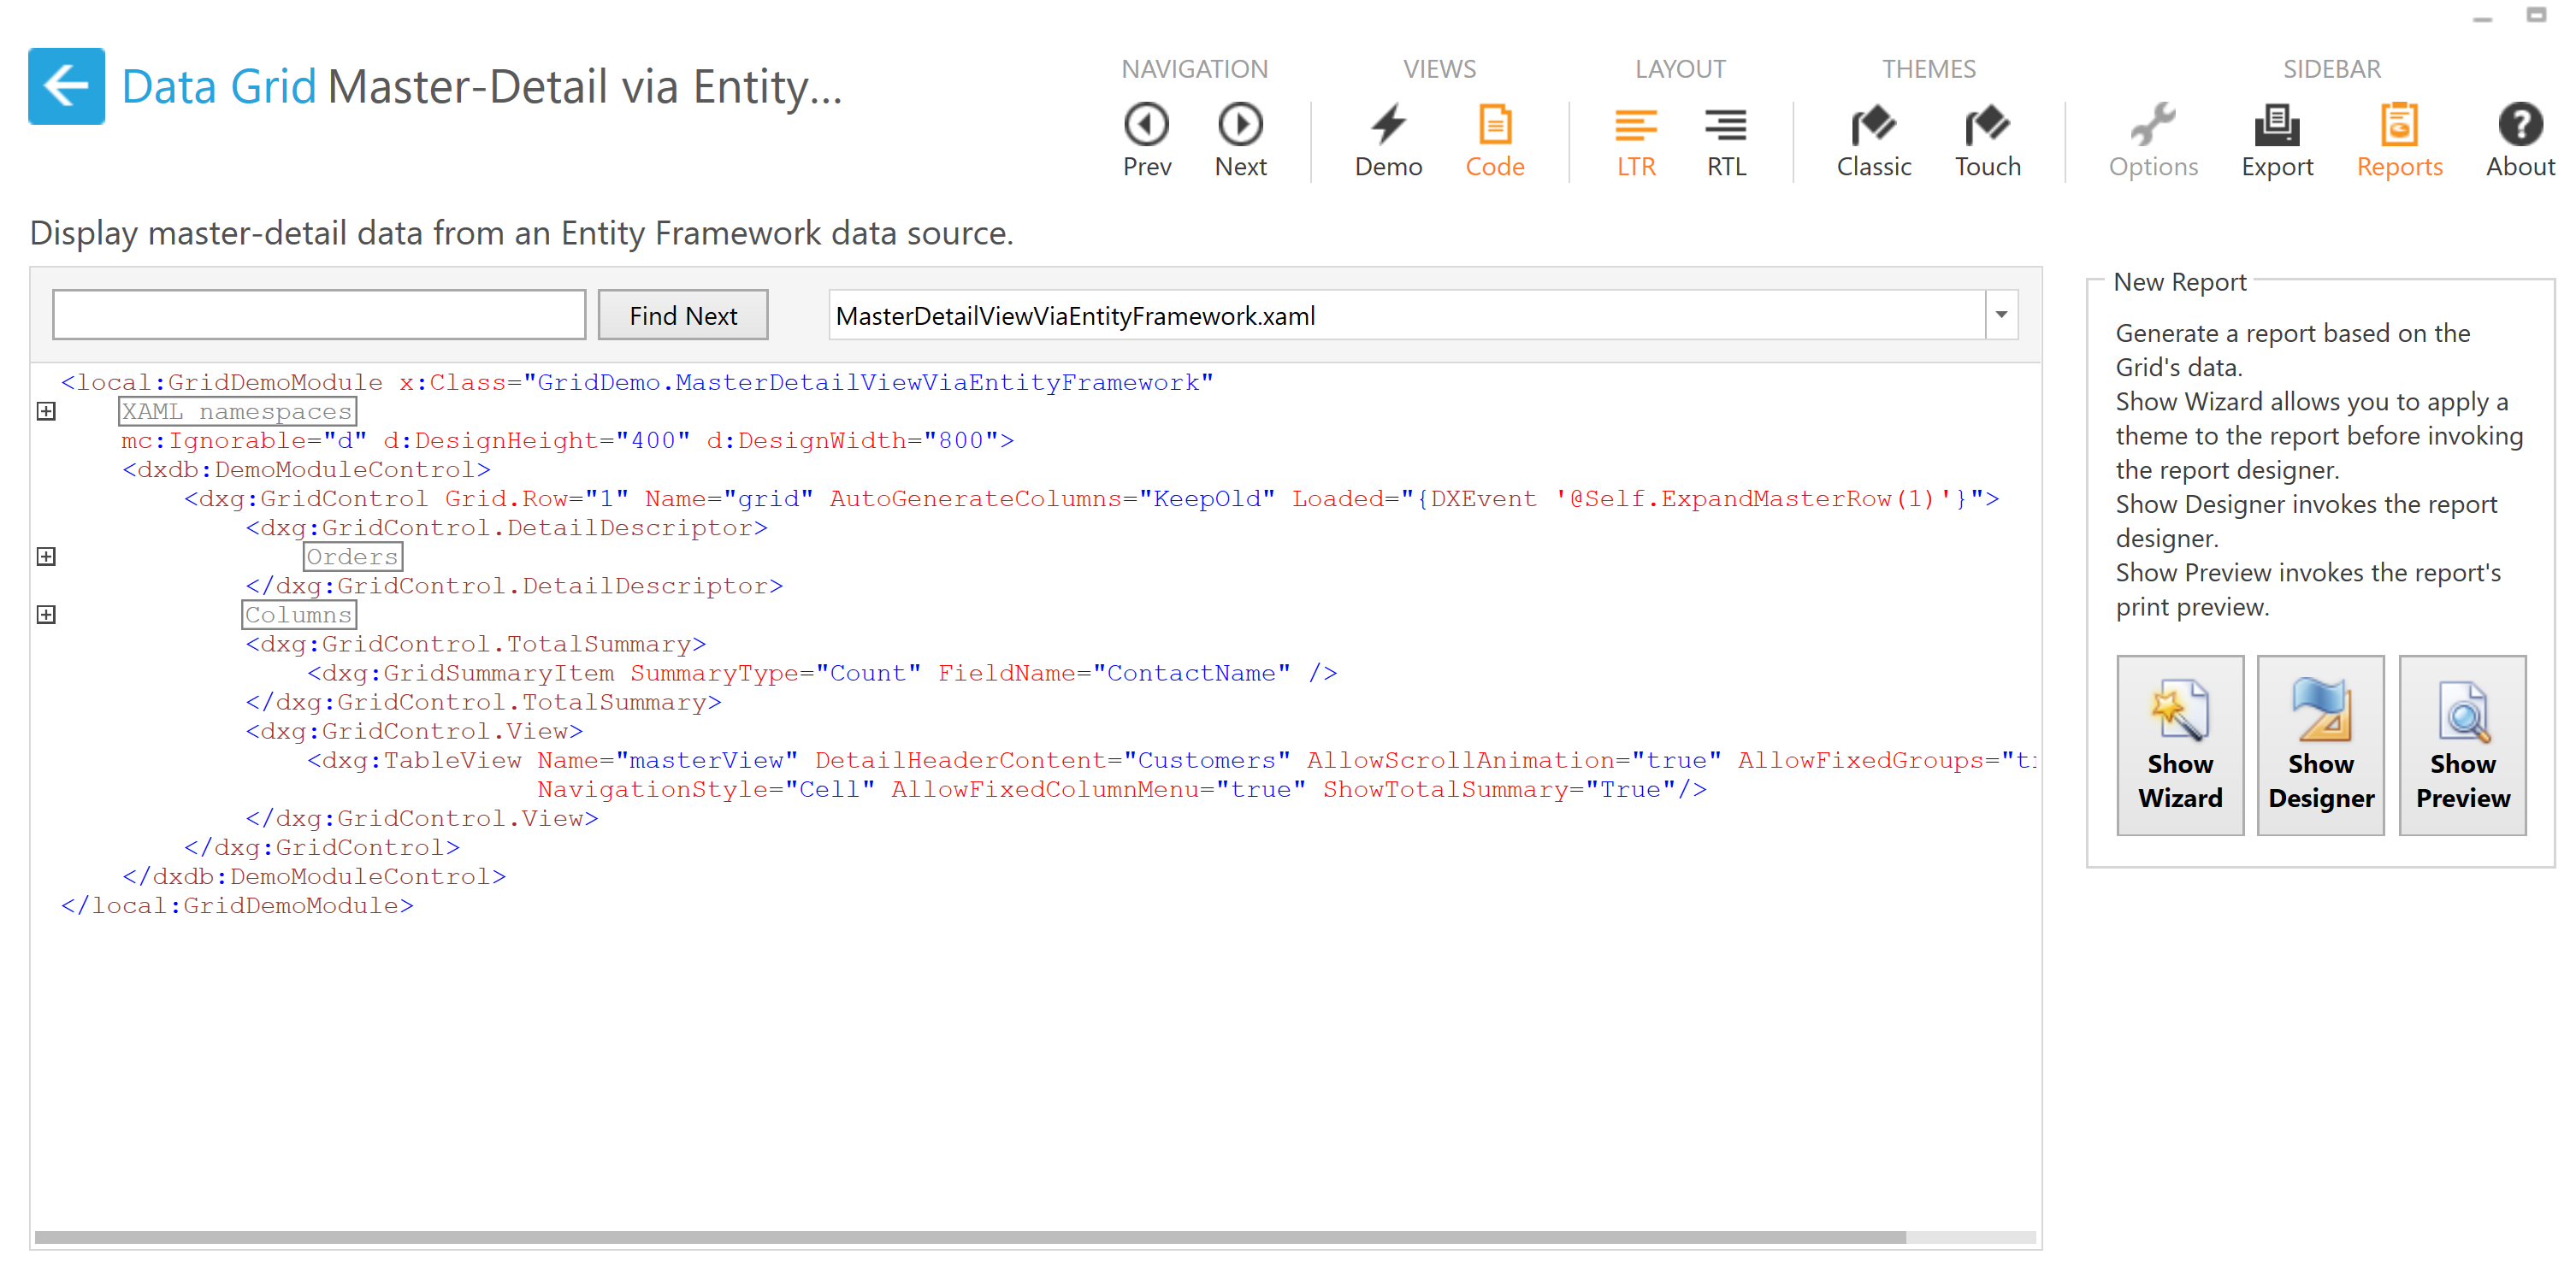 Data Grid Master-Detail via Entity...
NAVIGATION VIEWS LAYOUT THEMES SIDEBAR
Prev Next Demo Code LTR RTL Classic Touch Options Export Reports About
Display master-detail data from an Entity Framework data source.
Find Next MasterDetailViewViaEntityFramework.xaml
<local:GridDemoModule x:Class="GridDemo.MasterDetailViewViaEntityFramework"
XAML namespaces
mc:Ignorable="d" d:DesignHeight="400" d:DesignWidth="800">
<dxdb:DemoModuleControl>
<dxg:GridControl Grid.Row="1" Name="grid" AutoGenerateColumns="KeepOld" Loaded="{DXEvent '@Self.ExpandMasterRow(1)'}">
<dxg:GridControl.DetailDescriptor>
Orders
</dxg:GridControl.DetailDescriptor>
Columns
<dxg:GridControl.TotalSummary>
<dxg:GridSummaryItem SummaryType="Count" FieldName="ContactName" />
</dxg:GridControl.TotalSummary>
<dxg:GridControl.View>
<dxg:TableView Name="masterView" DetailHeaderContent="Customers" AllowScrollAnimation="true" AllowFixedGroups="t
NavigationStyle="Cell" AllowFixedColumnMenu="true" ShowTotalSummary="True"/>
</dxg:GridControl.View>
</dxg:GridControl>
</dxdb:DemoModuleControl>
</local:GridDemoModule>
New Report
Generate a report based on the
Grid's data.
Show Wizard allows you to apply a
theme to the report before invoking
the report designer.
Show Designer invokes the report
designer.
Show Preview invokes the report's
print preview.
Show
Wizard
Show
Designer
Show
Preview